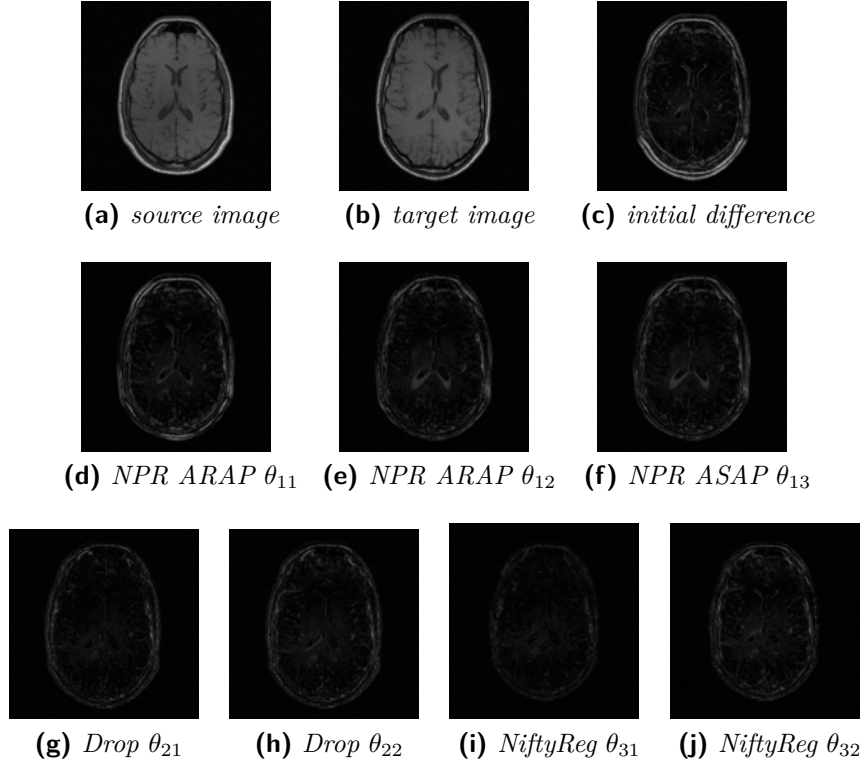 (a) source image (b) target image (c) initial difference
(d) NPR ARAP θ₁₁ (e) NPR ARAP θ₁₂ (f) NPR ASAP θ₁₃
(g) Drop θ₂₁ (h) Drop θ₂₂ (i) NiftyReg θ₃₁ (j) NiftyReg θ₃₂